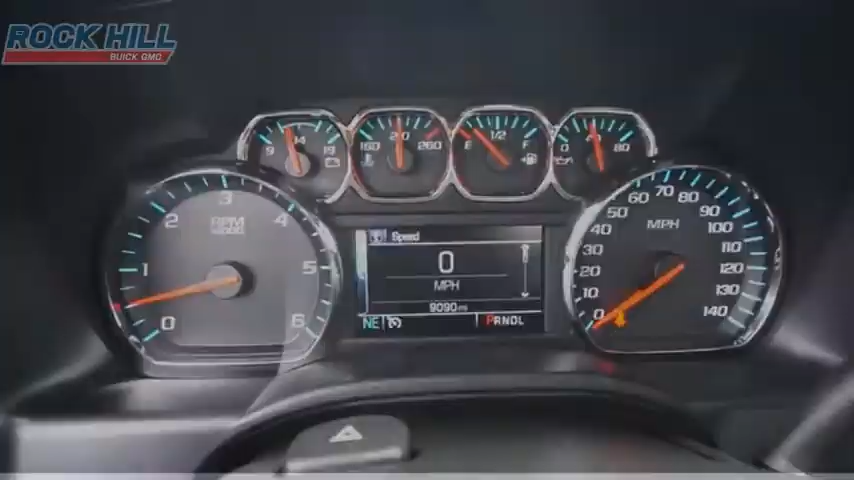 ROCK HILL
BUICK GMC
9 14 19
160 210 260
E 1/2 F
0 40 80
0 1 2 3 4 5 6
RPM
x1000
Speed
0
MPH
9090 mi
NE
PRNDL
MPH
0 10 20 30 40 50 60 70 80 90 100 110 120 130 140